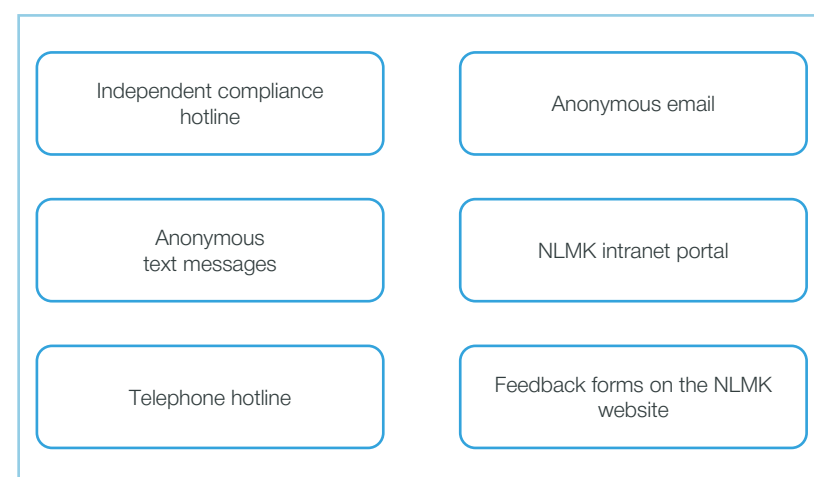 Independent compliance
hotline
Anonymous email
Anonymous
text messages
NLMK intranet portal
Telephone hotline
Feedback forms on the NLMK
website